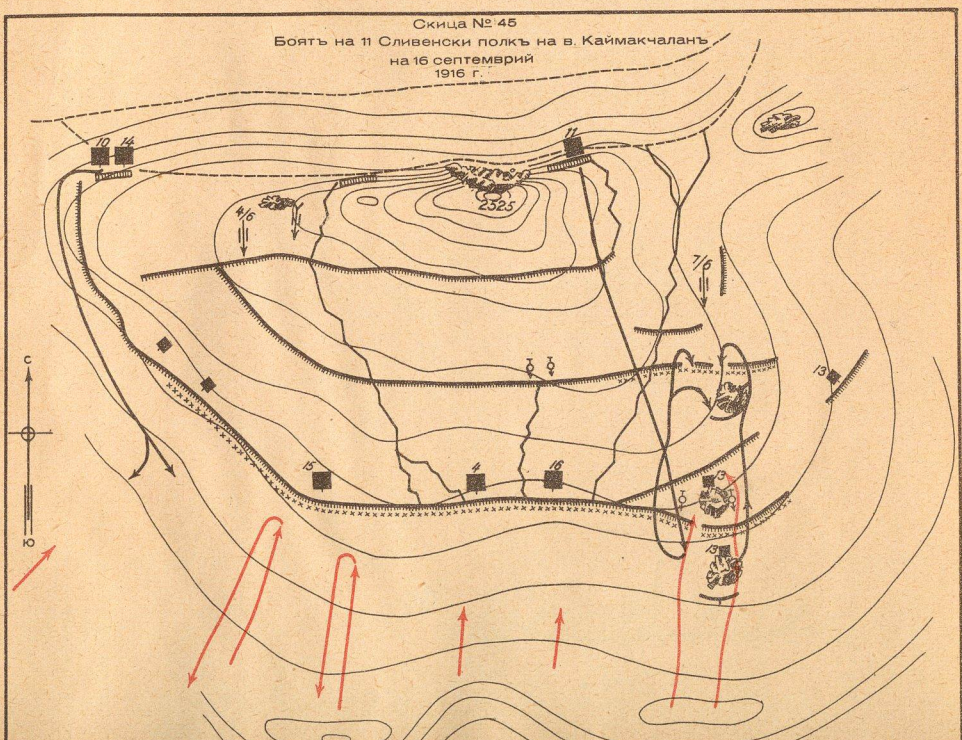 Скица № 45
Боятъ на 11 Сливенски полкъ на в. Каймакчаланъ
на 16 септемврий
1916 г.
10 14
11
2525
4/6
7/5
13
С
15
4
16
13
13
Ю